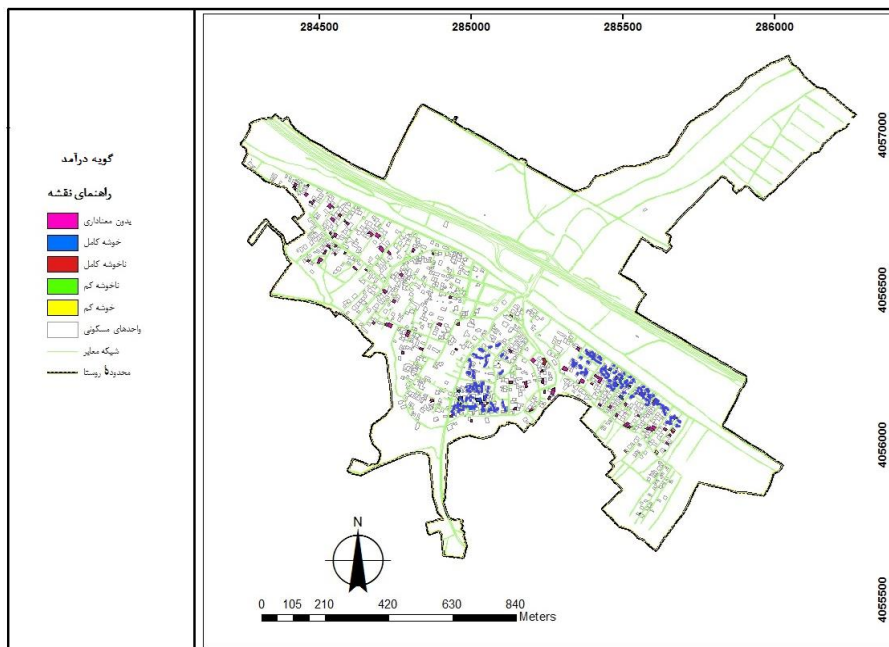 284500 285000 285500 286000
4057000
4056500
4056000
4055500
گویه درآمد
راهنمای نقشه
بدون معناداری
خوشه کامل
ناخوشه کامل
ناخوشه کم
خوشه کم
واحدهای مسکونی
شبکه معابر
محدوده روستا
N
0 105 210 420 630 840
Meters